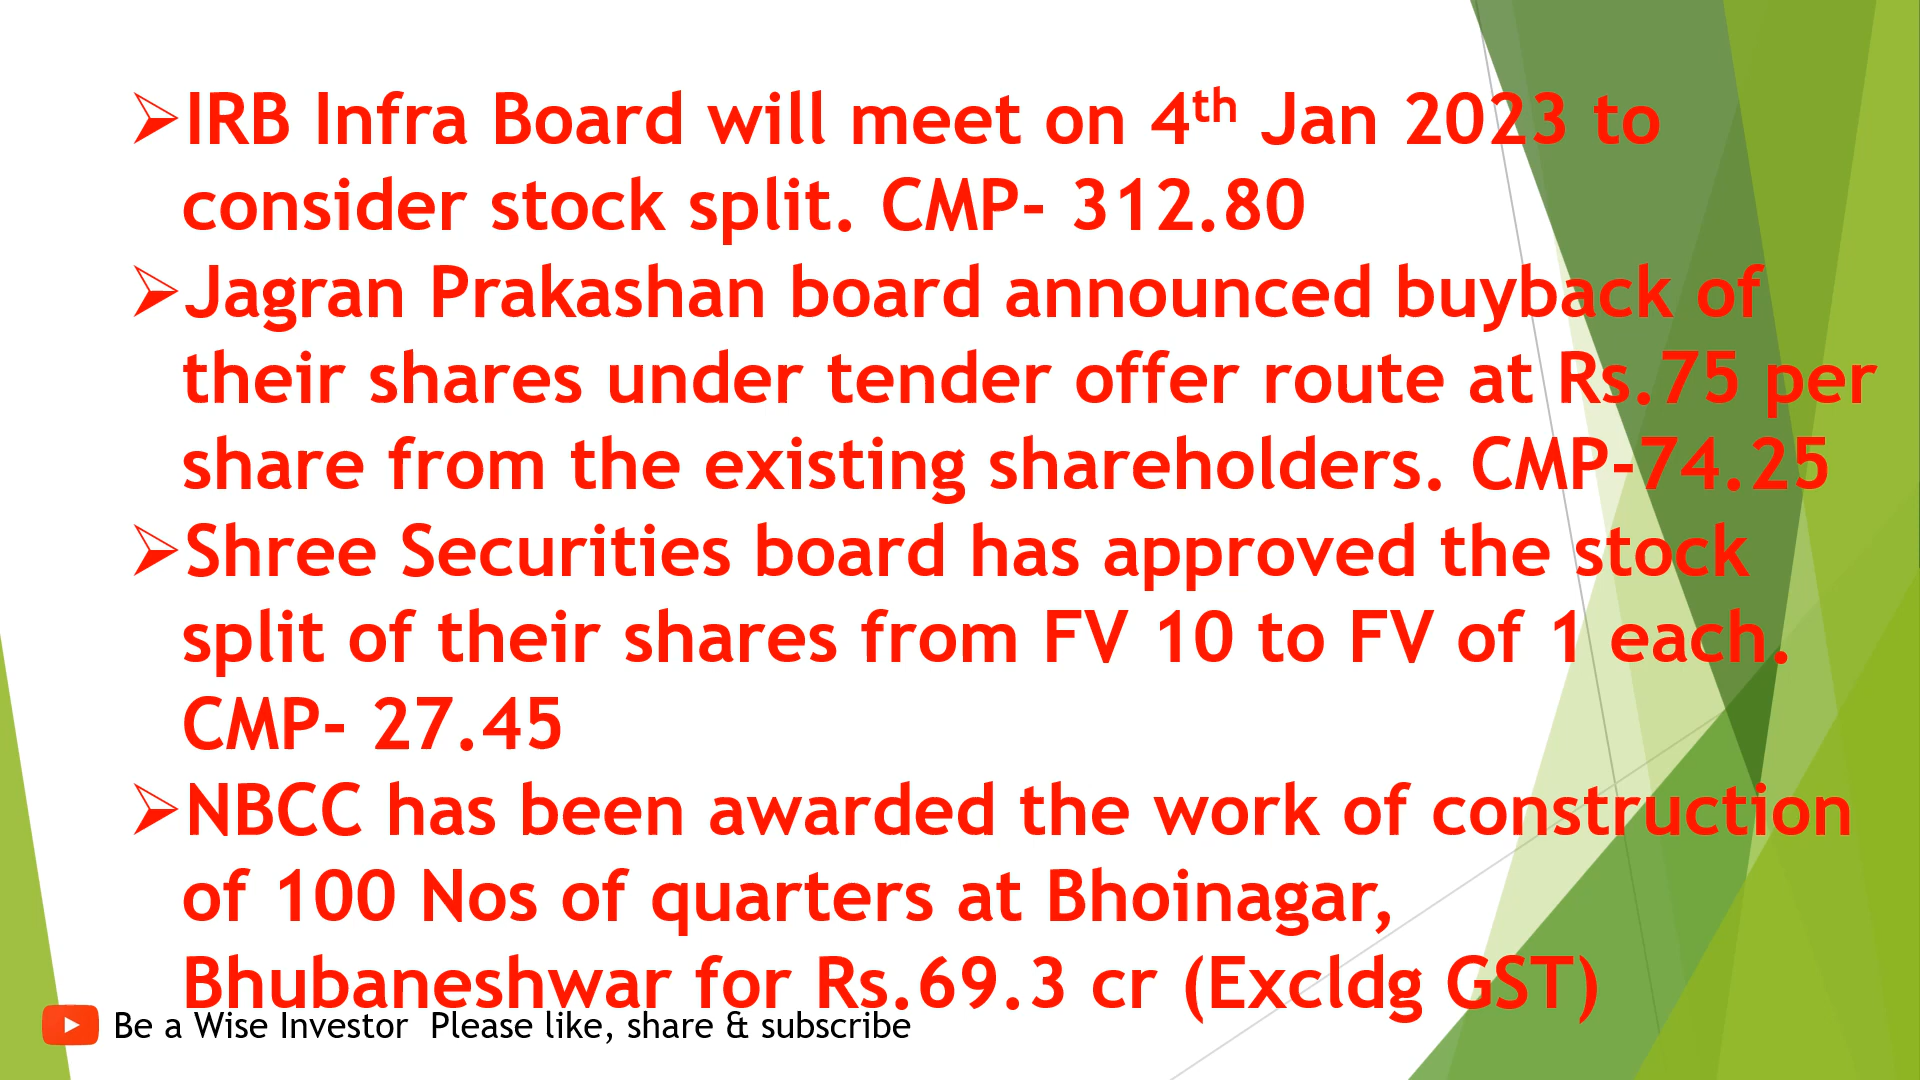 ➢IRB Infra Board will meet on 4th Jan 2023 to
consider stock split. CMP- 312.80
➢Jagran Prakashan board announced buyback of
their shares under tender offer route at Rs.75 per
share from the existing shareholders. CMP-74.25
➢Shree Securities board has approved the stock
split of their shares from FV 10 to FV of 1 each.
CMP- 27.45
➢NBCC has been awarded the work of construction
of 100 Nos of quarters at Bhoinagar,
Bhubaneshwar for Rs.69.3 cr (Excldg GST)
Be a Wise Investor  Please like, share & subscribe